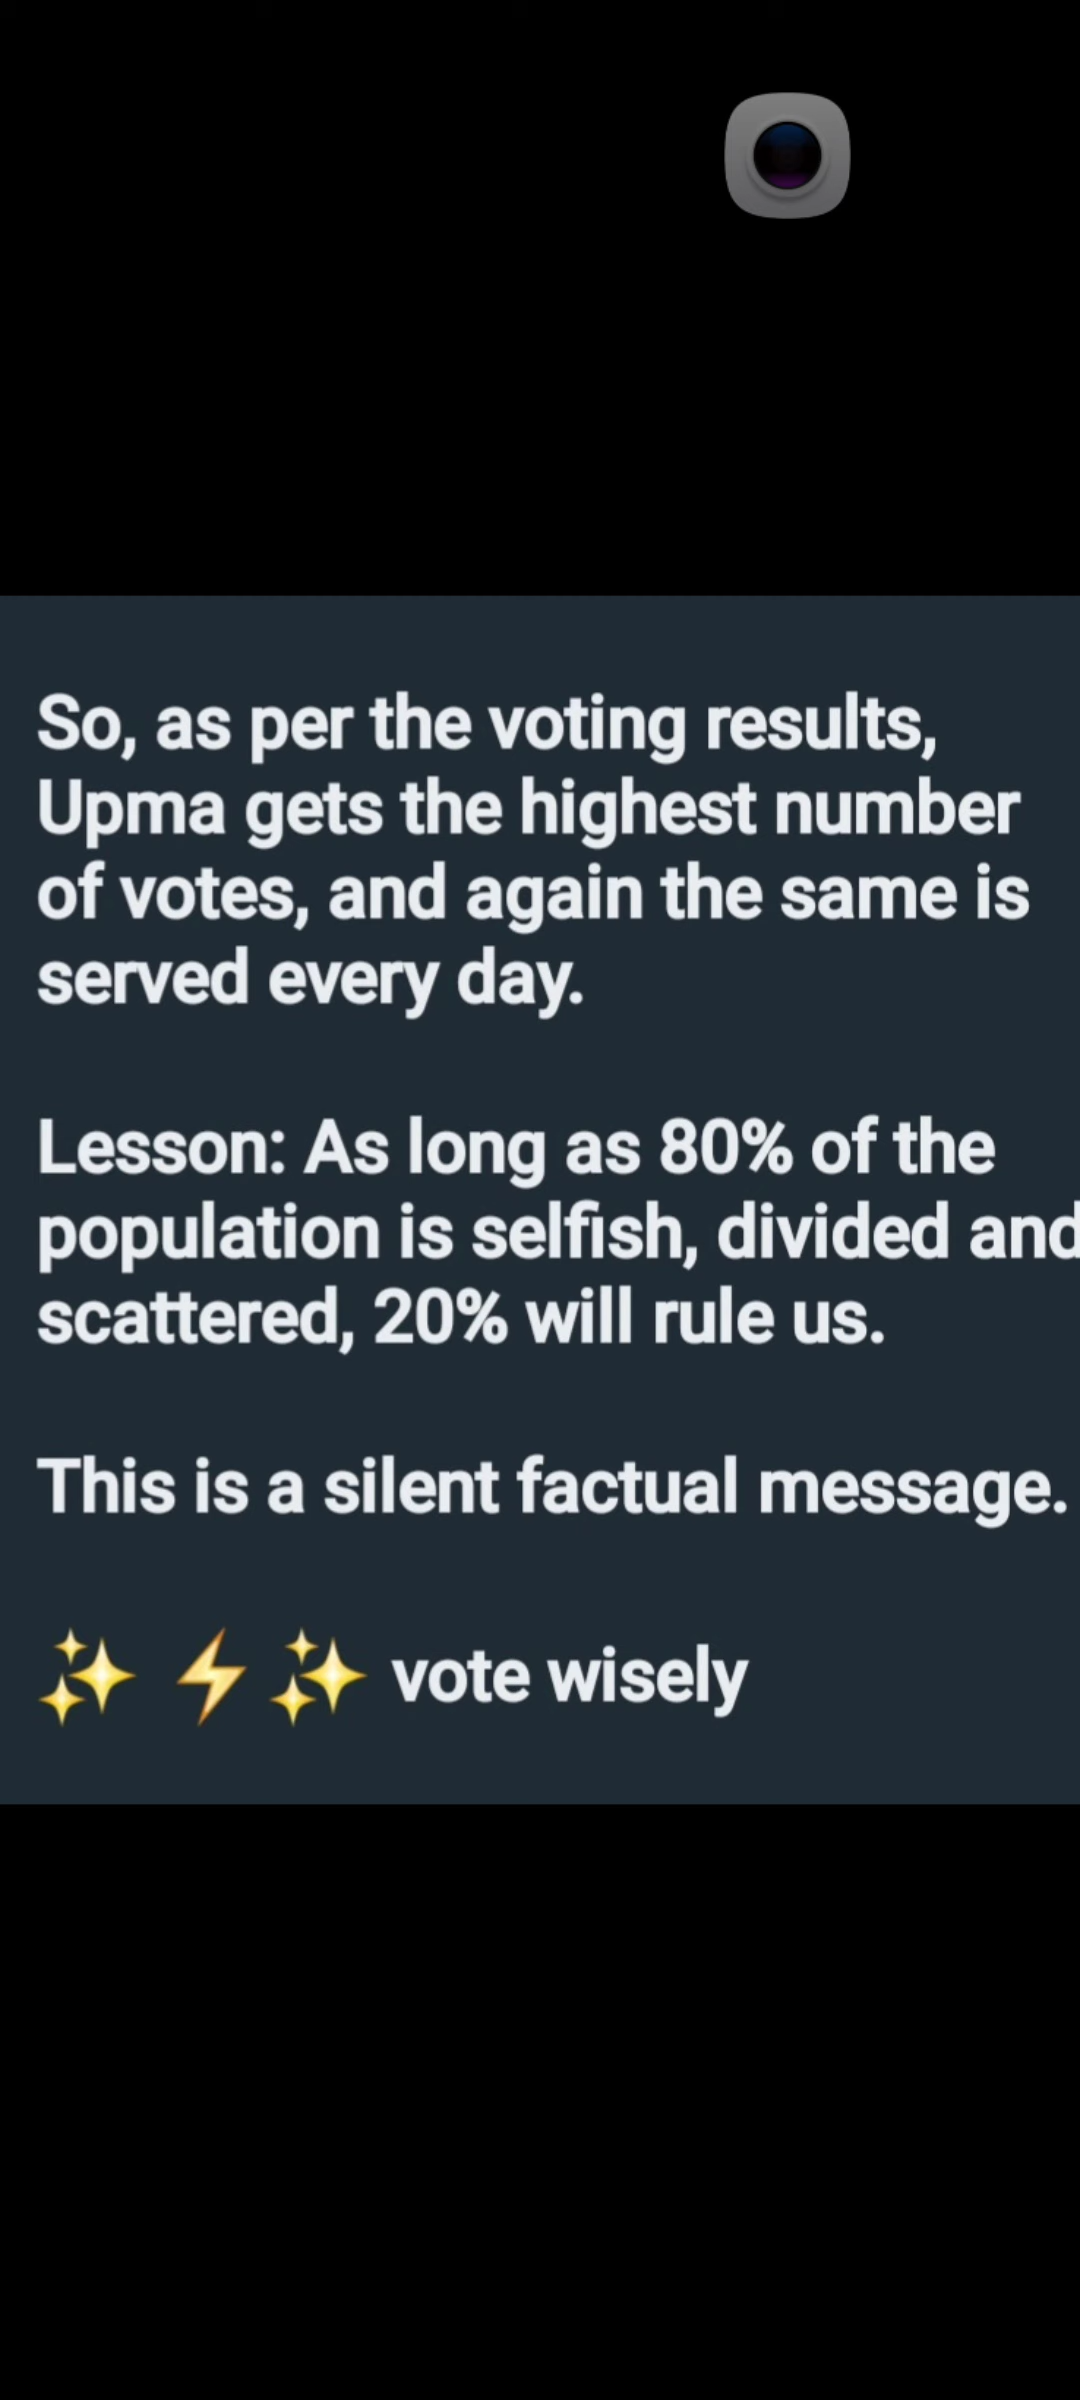 So, as per the voting results,
Upma gets the highest number
of votes, and again the same is
served every day.
Lesson: As long as 80% of the
population is selfish, divided and
scattered, 20% will rule us.
This is a silent factual message.
✨ ⚡ ✨ vote wisely